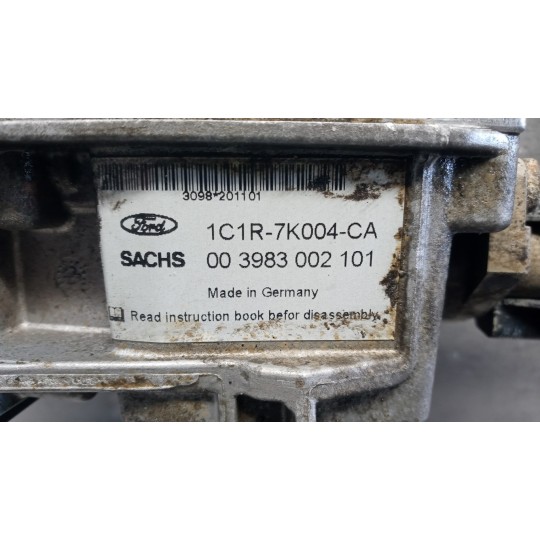 3098*201101
Ford
1C1R-7K004-CA
SACHS 00 3983 002 101
Made in Germany
Read instruction book befor disassembly.